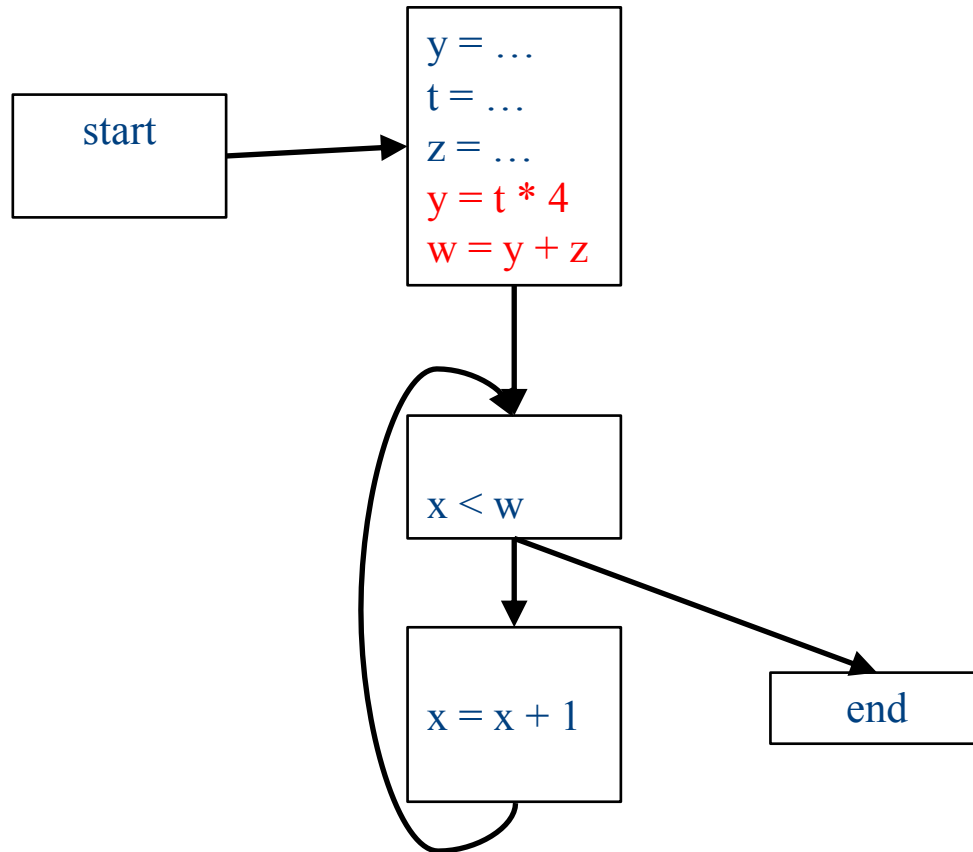 start
y = …
t = …
z = …
y = t * 4
w = y + z
x < w
x = x + 1
end